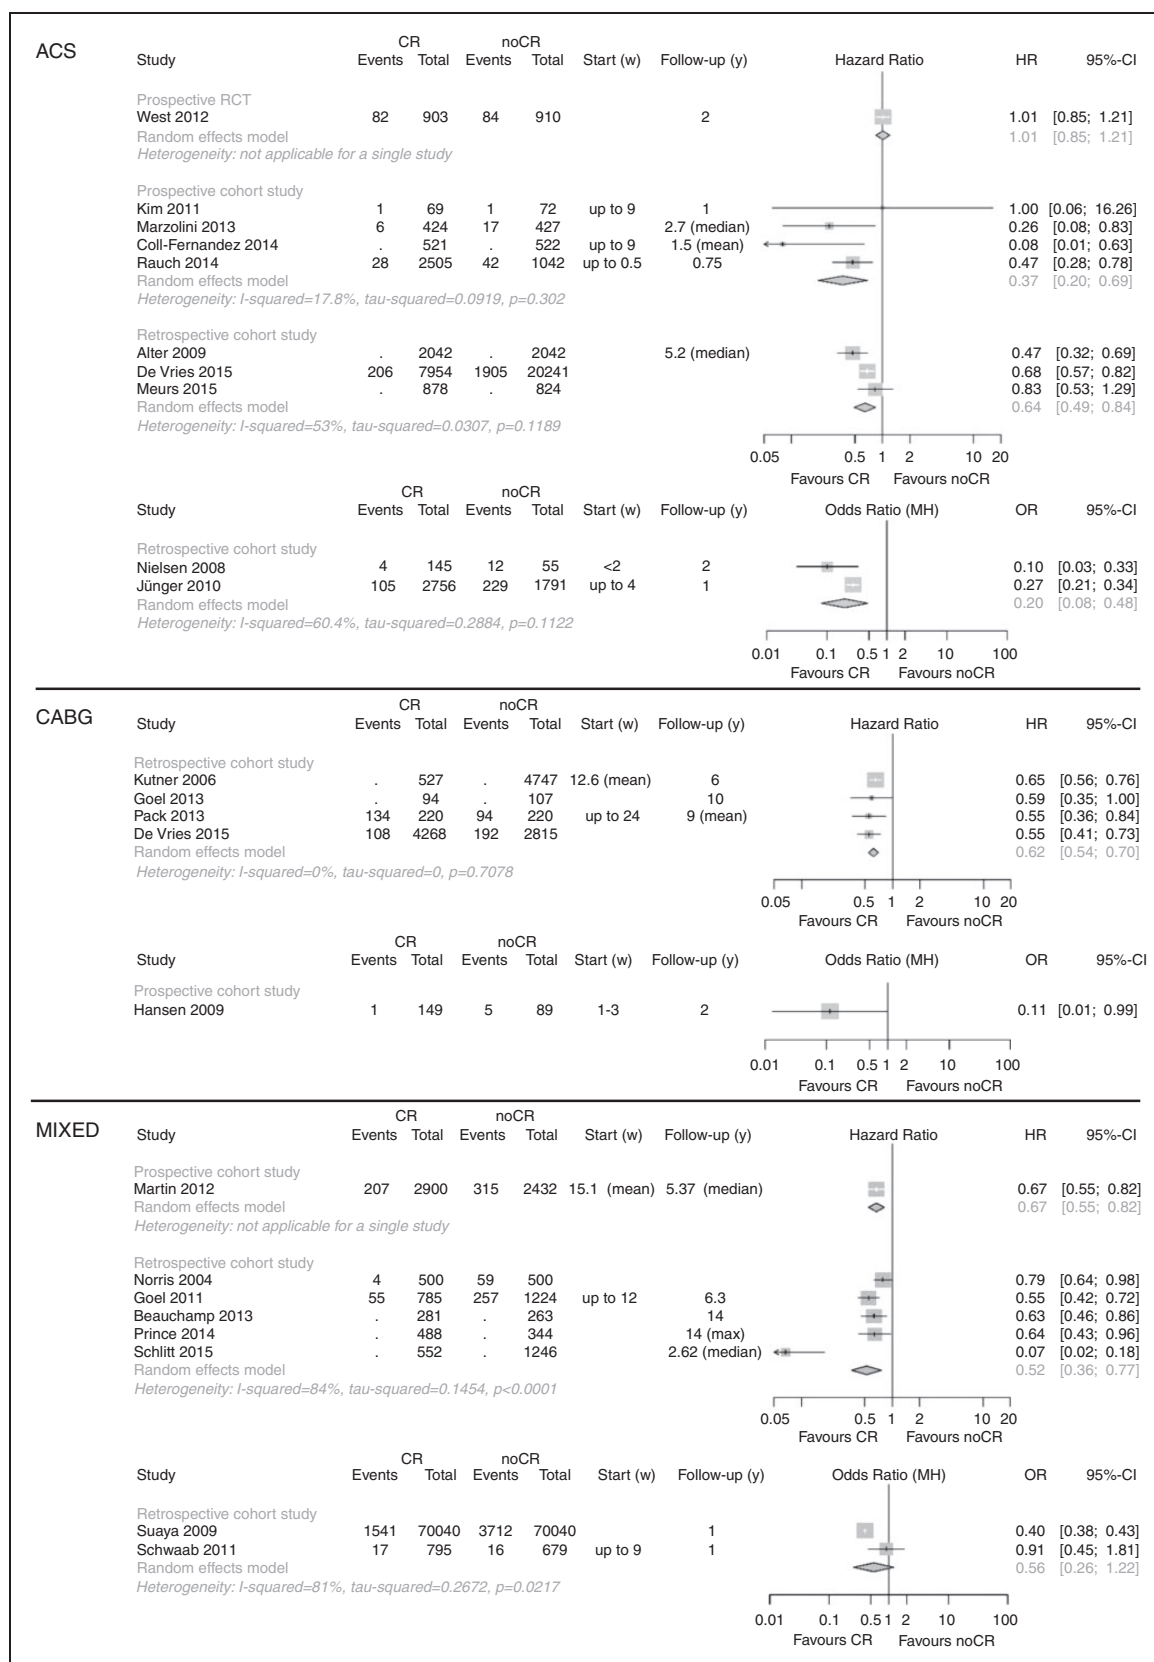 ACS
CR noCR
Study Events Total Events Total Start (w) Follow-up (y) Hazard Ratio HR 95%-CI
Prospective RCT
West 2012 82 903 84 910 2 1.01 [0.85; 1.21]
Random effects model 1.01 [0.85; 1.21]
Heterogeneity: not applicable for a single study
Prospective cohort study
Kim 2011 1 69 1 72 up to 9 1 1.00 [0.06; 16.26]
Marzolini 2013 6 424 17 427 2.7 (median) 0.26 [0.08; 0.83]
Coll-Fernandez 2014 . 521 . 522 up to 9 1.5 (mean) 0.08 [0.01; 0.63]
Rauch 2014 28 2505 42 1042 up to 0.5 0.75 0.47 [0.28; 0.78]
Random effects model 0.37 [0.20; 0.69]
Heterogeneity: I-squared=17.8%, tau-squared=0.0919, p=0.302
Retrospective cohort study
Alter 2009 . 2042 . 2042 5.2 (median) 0.47 [0.32; 0.69]
De Vries 2015 206 7954 1905 20241 0.68 [0.57; 0.82]
Meurs 2015 . 878 . 824 0.83 [0.53; 1.29]
Random effects model 0.64 [0.49; 0.84]
Heterogeneity: I-squared=53%, tau-squared=0.0307, p=0.1189
0.05 0.5 1 2 10 20
Favours CR Favours noCR
CR noCR
Study Events Total Events Total Start (w) Follow-up (y) Odds Ratio (MH) OR 95%-CI
Retrospective cohort study
Nielsen 2008 4 145 12 55 <2 2 0.10 [0.03; 0.33]
Jünger 2010 105 2756 229 1791 up to 4 1 0.27 [0.21; 0.34]
Random effects model 0.20 [0.08; 0.48]
Heterogeneity: I-squared=60.4%, tau-squared=0.2884, p=0.1122
0.01 0.1 0.5 1 2 10 100
Favours CR Favours noCR
CABG
CR noCR
Study Events Total Events Total Start (w) Follow-up (y) Hazard Ratio HR 95%-CI
Retrospective cohort study
Kutner 2006 . 527 . 4747 12.6 (mean) 6 0.65 [0.56; 0.76]
Goel 2013 . 94 . 107 10 0.59 [0.35; 1.00]
Pack 2013 134 220 94 220 up to 24 9 (mean) 0.55 [0.36; 0.84]
De Vries 2015 108 4268 192 2815 0.55 [0.41; 0.73]
Random effects model 0.62 [0.54; 0.70]
Heterogeneity: I-squared=0%, tau-squared=0, p=0.7078
0.05 0.5 1 2 10 20
Favours CR Favours noCR
CR noCR
Study Events Total Events Total Start (w) Follow-up (y) Odds Ratio (MH) OR 95%-CI
Prospective cohort study
Hansen 2009 1 149 5 89 1-3 2 0.11 [0.01; 0.99]
0.01 0.1 0.5 1 2 10 100
Favours CR Favours noCR
MIXED
CR noCR
Study Events Total Events Total Start (w) Follow-up (y) Hazard Ratio HR 95%-CI
Prospective cohort study
Martin 2012 207 2900 315 2432 15.1 (mean) 5.37 (median) 0.67 [0.55; 0.82]
Random effects model 0.67 [0.55; 0.82]
Heterogeneity: not applicable for a single study
Retrospective cohort study
Norris 2004 4 500 59 500 0.79 [0.64; 0.98]
Goel 2011 55 785 257 1224 up to 12 6.3 0.55 [0.42; 0.72]
Beauchamp 2013 . 281 . 263 14 0.63 [0.46; 0.86]
Prince 2014 . 488 . 344 14 (max) 0.64 [0.43; 0.96]
Schlitt 2015 . 552 . 1246 2.62 (median) 0.07 [0.02; 0.18]
Random effects model 0.52 [0.36; 0.77]
Heterogeneity: I-squared=84%, tau-squared=0.1454, p<0.0001
0.05 0.5 1 2 10 20
Favours CR Favours noCR
CR noCR
Study Events Total Events Total Start (w) Follow-up (y) Odds Ratio (MH) OR 95%-CI
Retrospective cohort study
Suaya 2009 1541 70040 3712 70040 1 0.40 [0.38; 0.43]
Schwaab 2011 17 795 16 679 up to 9 1 0.91 [0.45; 1.81]
Random effects model 0.56 [0.26; 1.22]
Heterogeneity: I-squared=81%, tau-squared=0.2672, p=0.0217
0.01 0.1 0.5 1 2 10 100
Favours CR Favours noCR